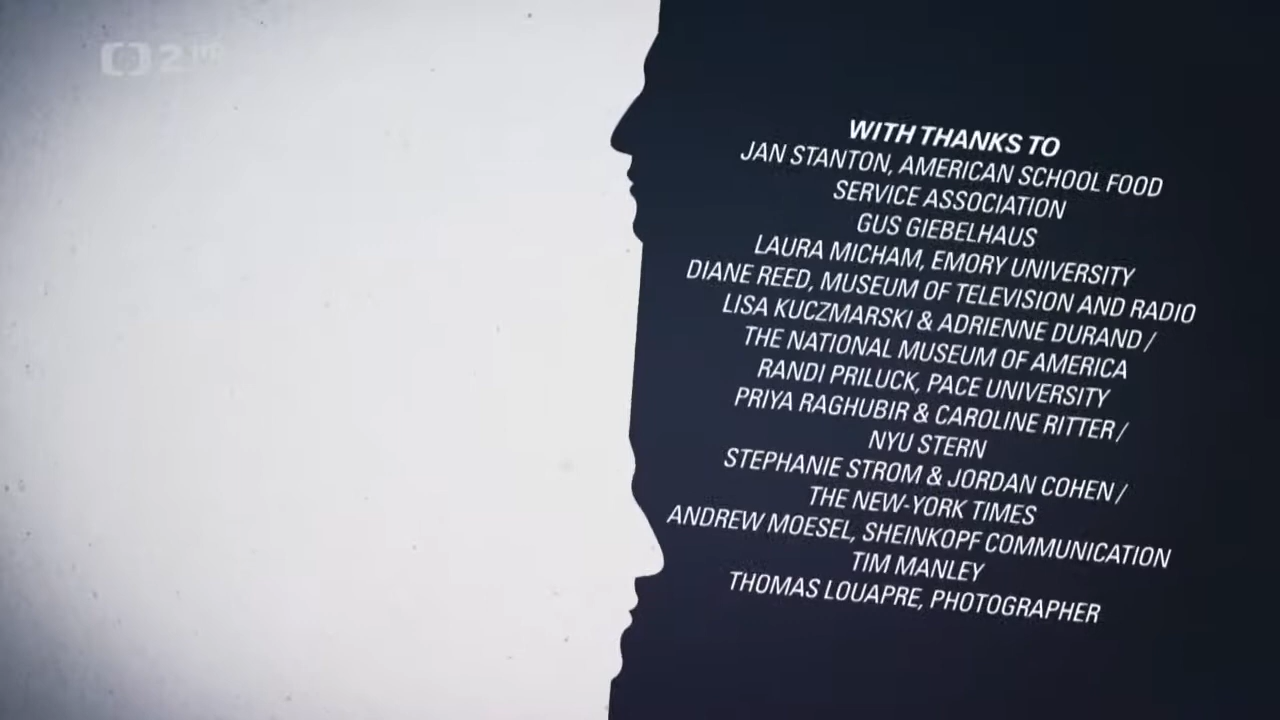 2
WITH THANKS TO
JAN STANTON, AMERICAN SCHOOL FOOD
SERVICE ASSOCIATION
GUS GIEBELHAUS
LAURA MICHAM, EMORY UNIVERSITY
DIANE REED, MUSEUM OF TELEVISION AND RADIO
LISA KUCZMARSKI & ADRIENNE DURAND /
THE NATIONAL MUSEUM OF AMERICA
RANDI PRILUCK, PACE UNIVERSITY
PRIYA RAGHUBIR & CAROLINE RITTER /
NYU STERN
STEPHANIE STROM & JORDAN COHEN /
THE NEW-YORK TIMES
ANDREW MOESEL, SHEINKOPF COMMUNICATION
TIM MANLEY
THOMAS LOUAPRE, PHOTOGRAPHER